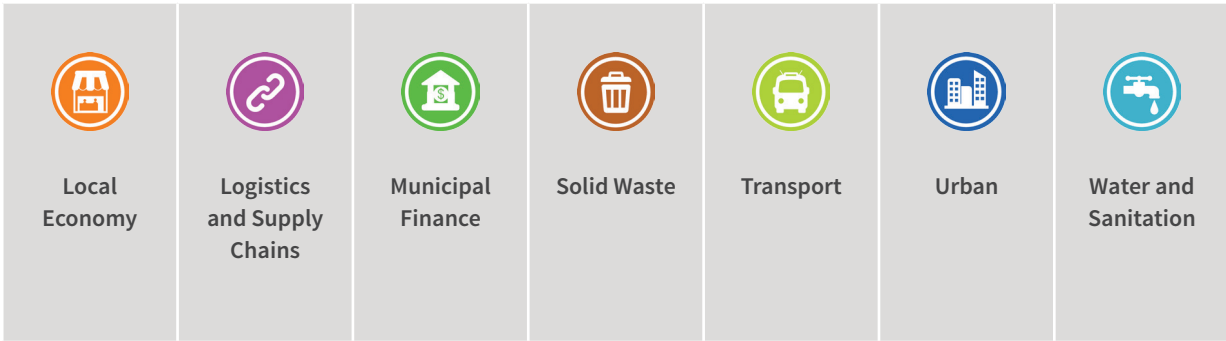 Local
Economy
Logistics
and Supply
Chains
Municipal
Finance
Solid Waste
Transport
Urban
Water and
Sanitation
$